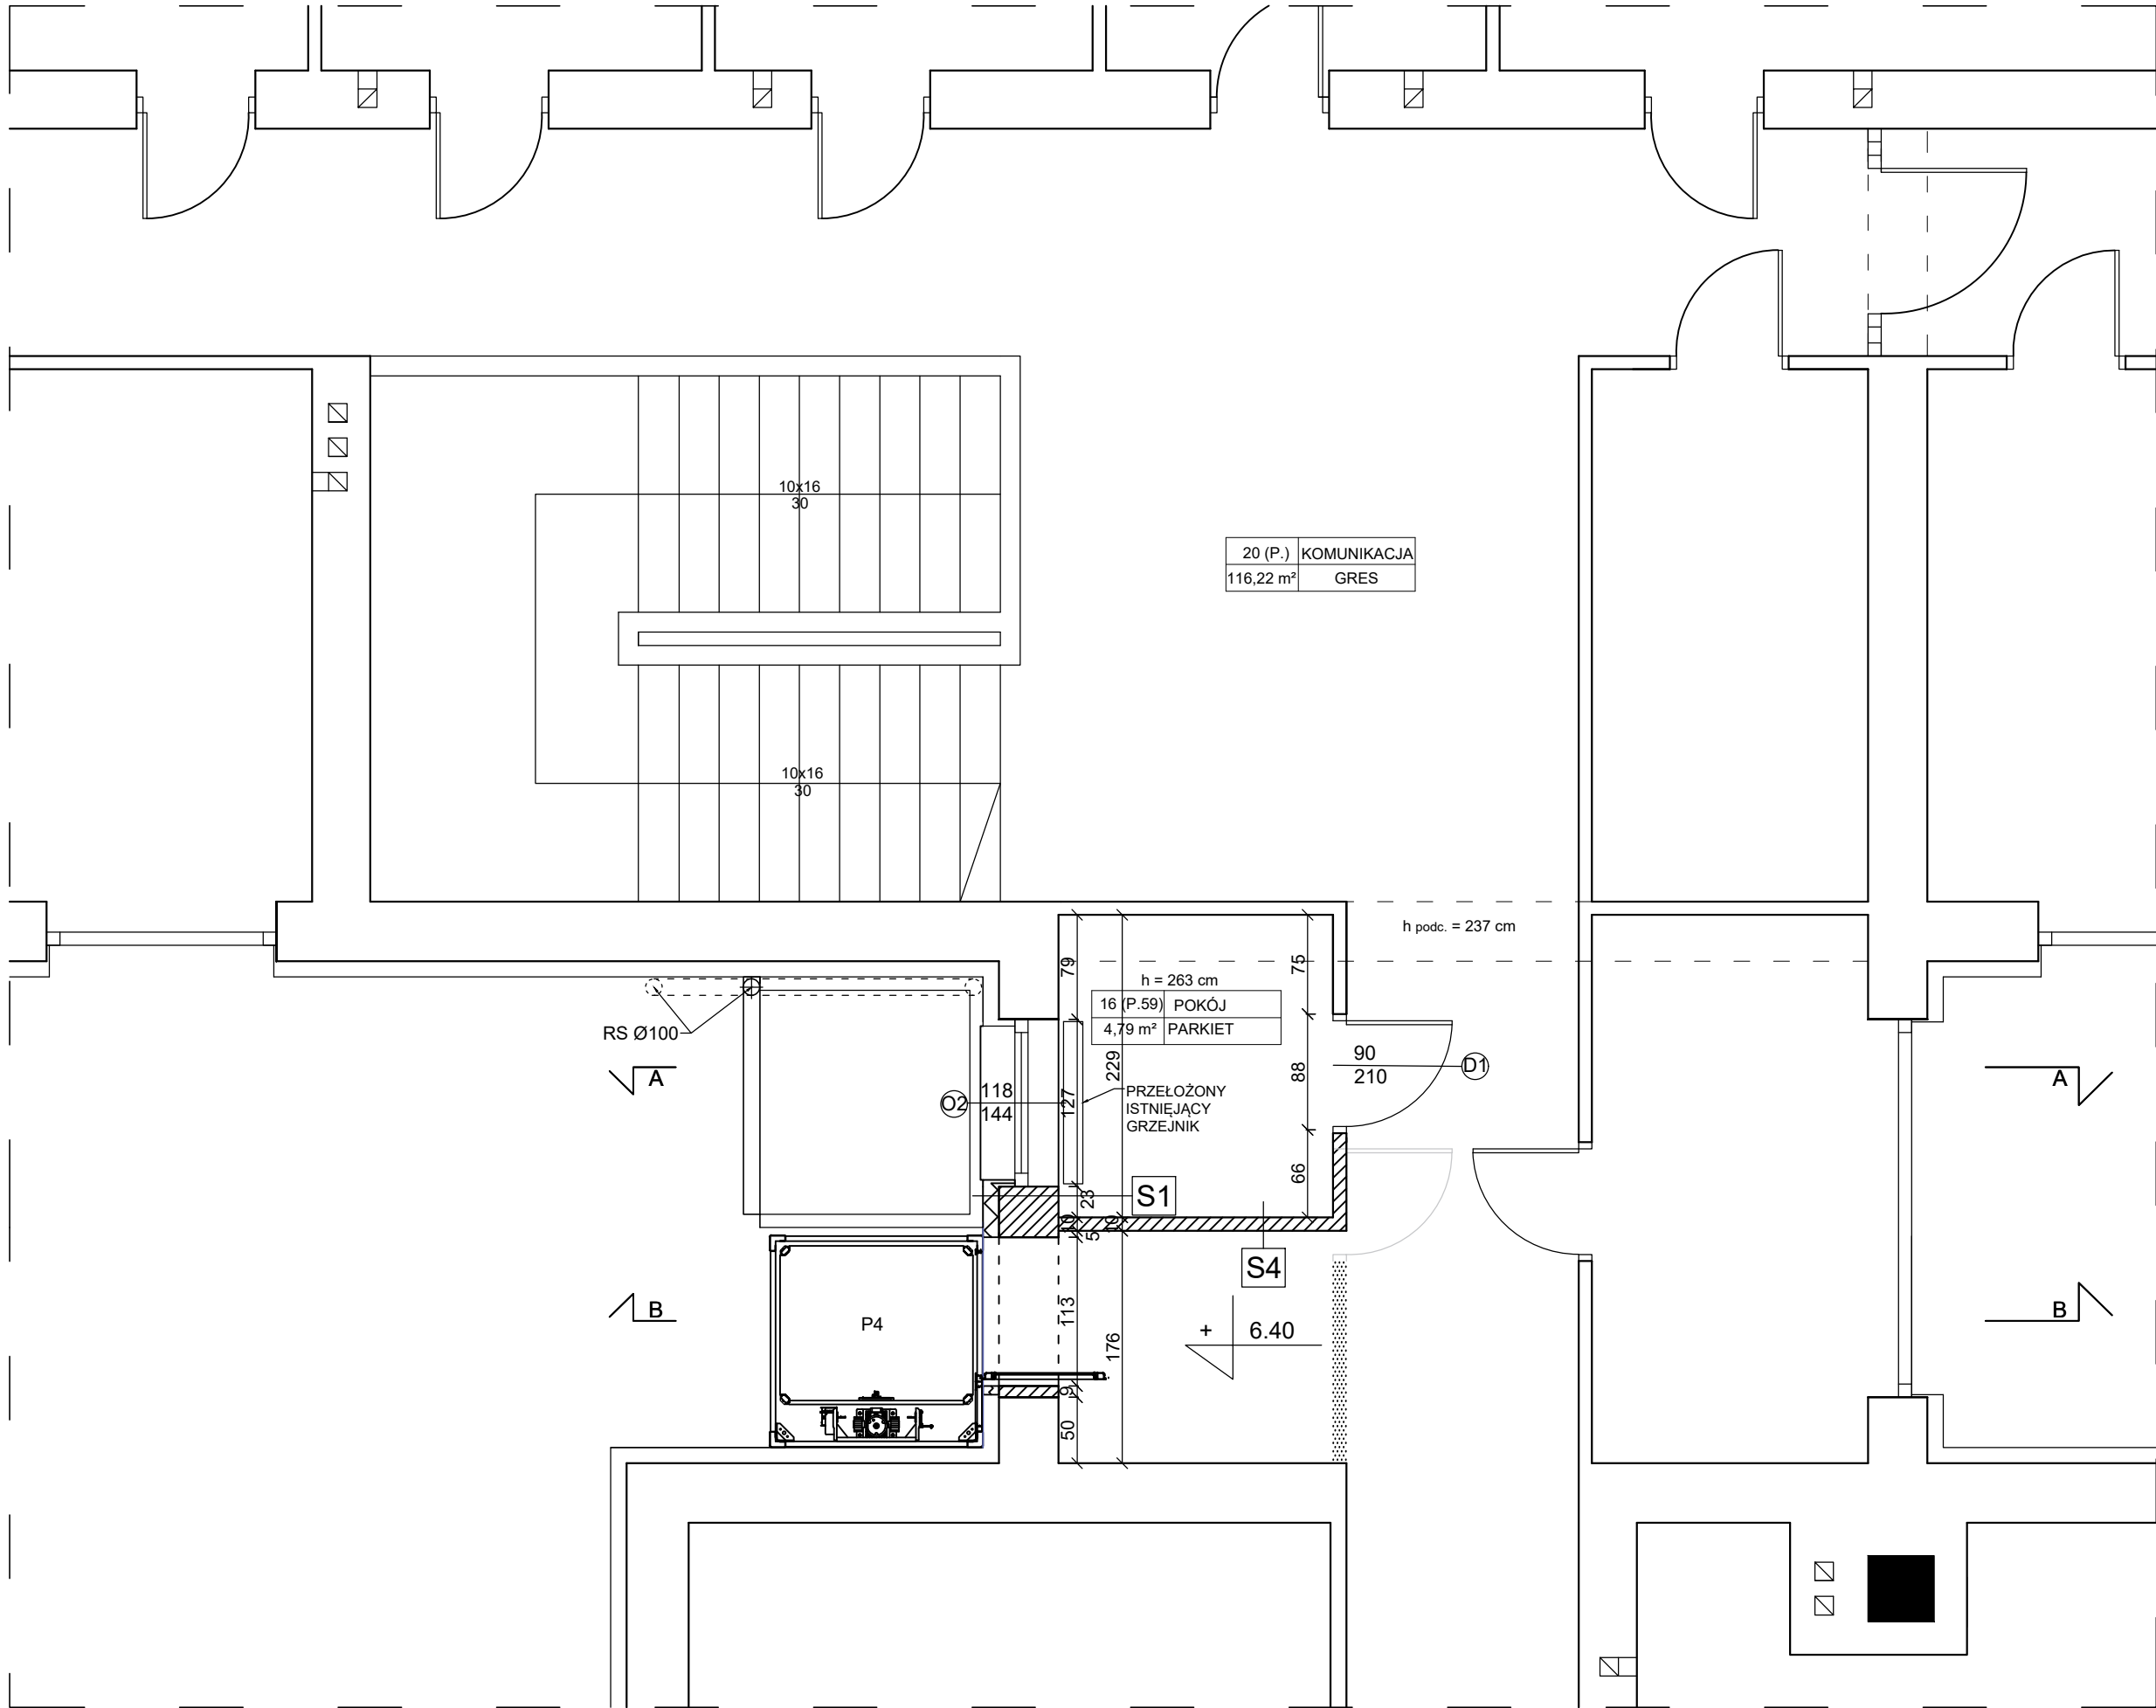 10x16
30
20 (P.) KOMUNIKACJA
116,22 m² GRES
10x16
30
h podc. = 237 cm
79
75
h = 263 cm
16 (P.59) POKÓJ
4,79 m² PARKIET
RS Ø100
229
90
210
D1
88
A
A
118
144
O2
127
PRZEŁOŻONY
ISTNIEJĄCY
GRZEJNIK
66
23
S1
10
10
5
S4
113
176
B
B
P4
+ 6.40
9
50